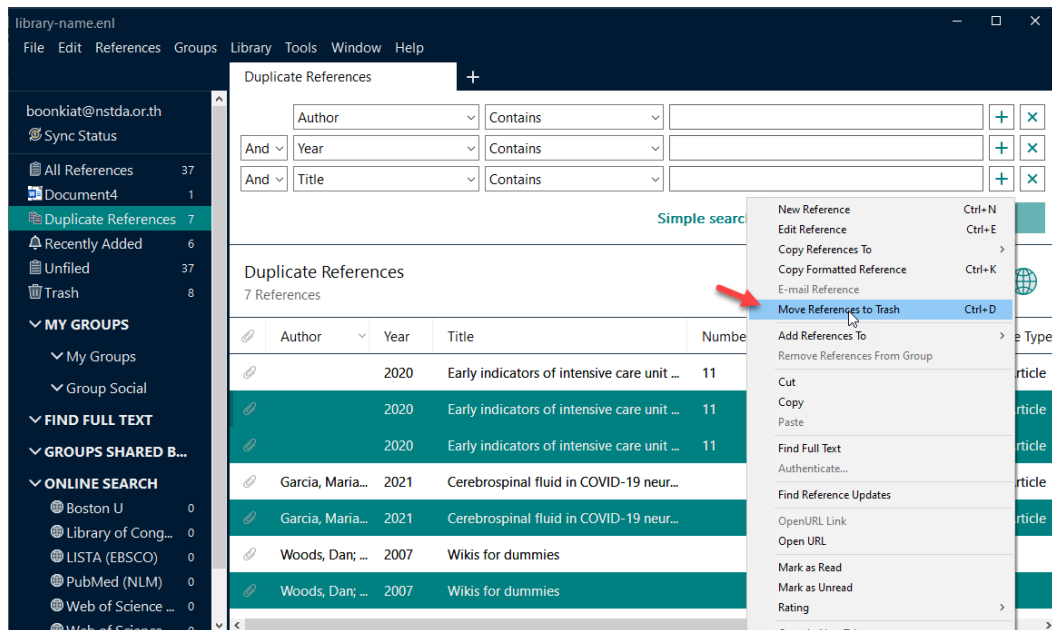 library-name.enl
File Edit References Groups Library Tools Window Help
Duplicate References
boonkiat@nstda.or.th
Sync Status
All References 37
Document4 1
Duplicate References 7
Recently Added 6
Unfiled 37
Trash 8
MY GROUPS
My Groups
Group Social
FIND FULL TEXT
GROUPS SHARED B...
ONLINE SEARCH
Boston U 0
Library of Cong... 0
LISTA (EBSCO) 0
PubMed (NLM) 0
Web of Science ... 0
Author Contains
And Year Contains
And Title Contains
Simple searc
Duplicate References
7 References
Author Year Title Numbe e Type
2020 Early indicators of intensive care unit ... 11 rticle
2020 Early indicators of intensive care unit ... 11 rticle
2020 Early indicators of intensive care unit ... 11 rticle
Garcia, Maria... 2021 Cerebrospinal fluid in COVID-19 neur... rticle
Garcia, Maria... 2021 Cerebrospinal fluid in COVID-19 neur... rticle
Woods, Dan; ... 2007 Wikis for dummies
Woods, Dan; ... 2007 Wikis for dummies
New Reference Ctrl+N
Edit Reference Ctrl+E
Copy References To
Copy Formatted Reference Ctrl+K
E-mail Reference
Move References to Trash Ctrl+D
Add References To
Remove References From Group
Cut
Copy
Paste
Find Full Text
Authenticate...
Find Reference Updates
OpenURL Link
Open URL
Mark as Read
Mark as Unread
Rating